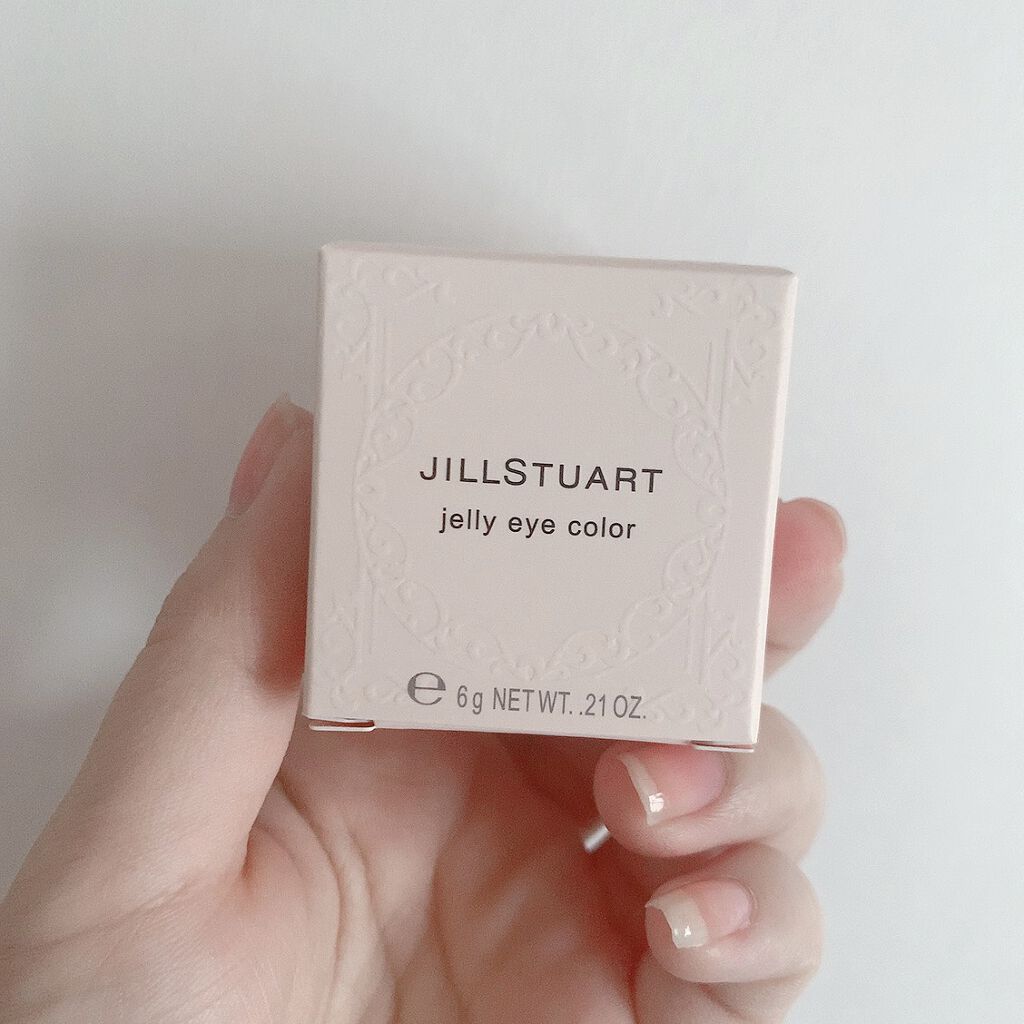 JILLSTUART
jelly eye color
℮ 6g NET WT. .21 OZ.